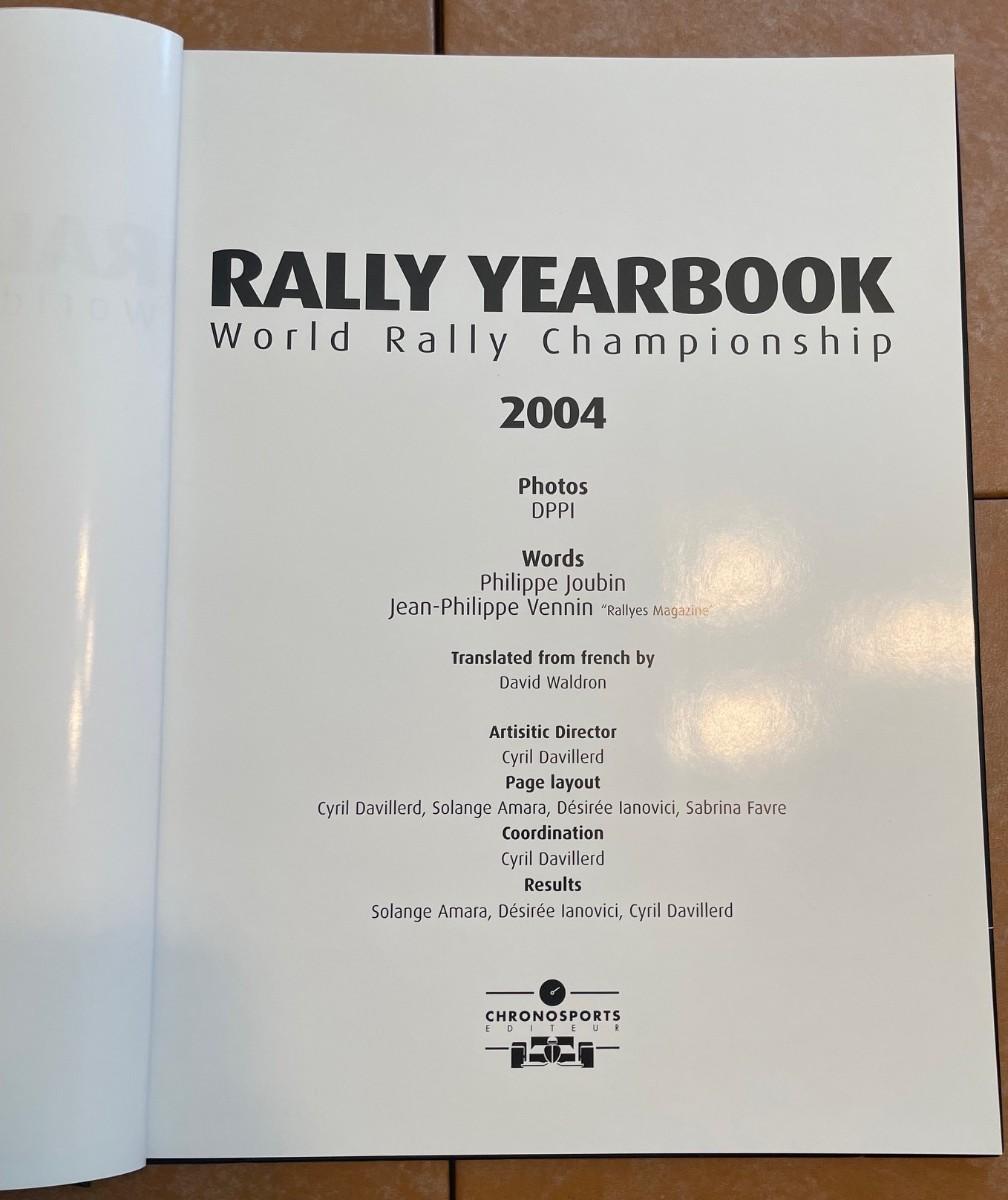 RALLY YEARBOOK
World Rally Championship
2004
Photos
DPPI
Words
Philippe Joubin
Jean-Philippe Vennin "Rallyes Magazine"
Translated from french by
David Waldron
Artisitic Director
Cyril Davillerd
Page layout
Cyril Davillerd, Solange Amara, Désirée Ianovici, Sabrina Favre
Coordination
Cyril Davillerd
Results
Solange Amara, Désirée Ianovici, Cyril Davillerd
CHRONOSPORTS
EDITEUR